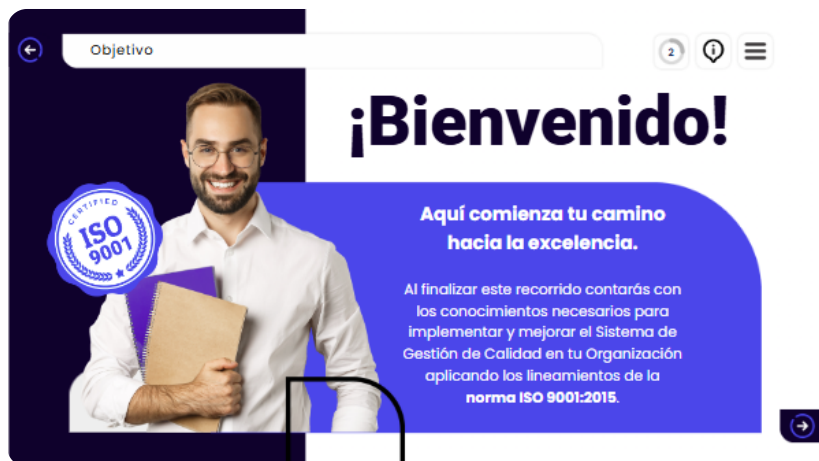 Objetivo
2
¡Bienvenido!
CERTIFIED
ISO
9001
Aquí comienza tu camino
hacia la excelencia.
Al finalizar este recorrido contarás con
los conocimientos necesarios para
implementar y mejorar el Sistema de
Gestión de Calidad en tu Organización
aplicando los lineamientos de la
norma ISO 9001:2015.